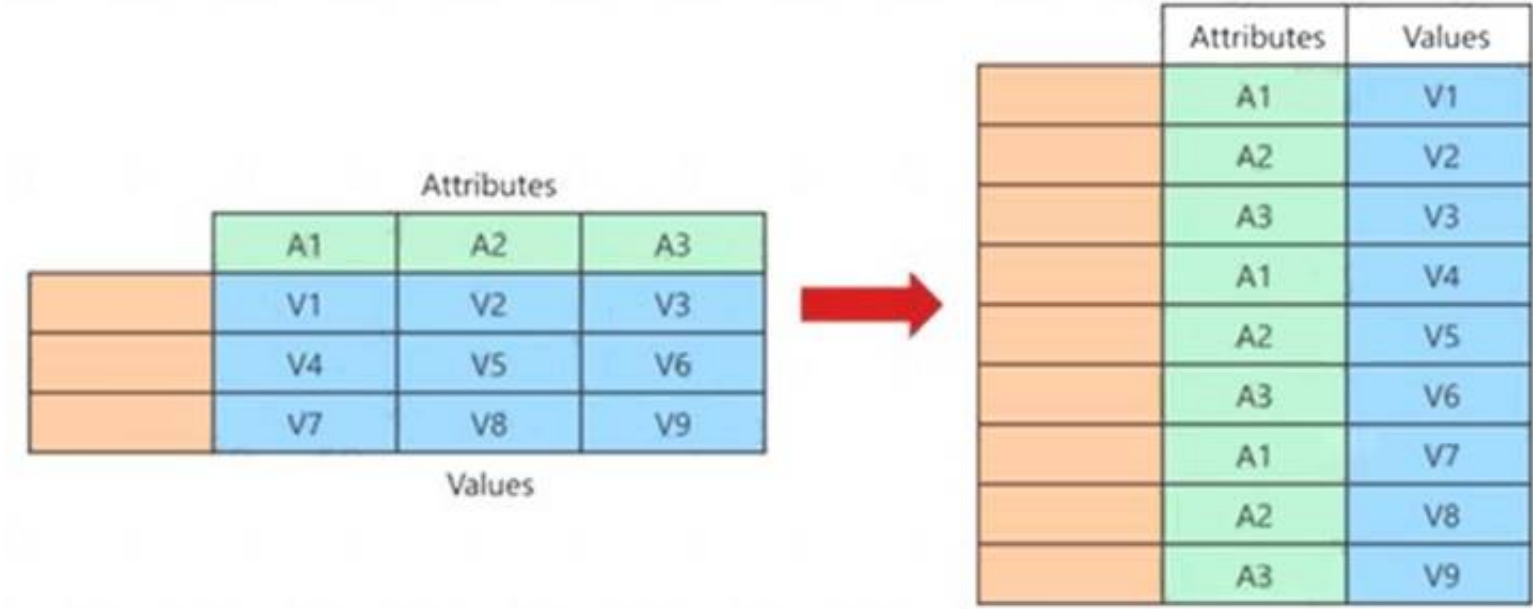 Attributes
A1 A2 A3
V1 V2 V3
V4 V5 V6
V7 V8 V9
Values
Attributes Values
A1 V1
A2 V2
A3 V3
A1 V4
A2 V5
A3 V6
A1 V7
A2 V8
A3 V9